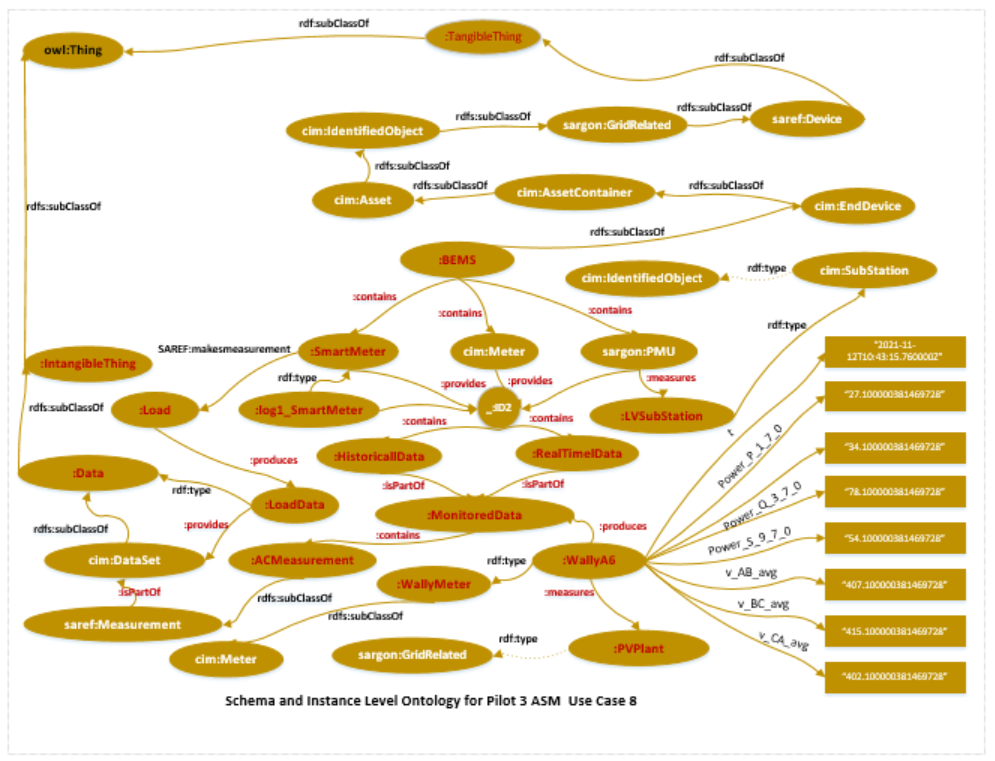 rdf:subClassOf
owl:Thing
:TangibleThing
rdf:subClassOf
rdfs:subClassOf
rdfs:subClassOf
cim:IdentifiedObject
sargon:GridRelated
saref:Device
rdfs:subClassOf
rdfs:subClassOf
rdfs:subClassOf
cim:Asset
cim:AssetContainer
cim:EndDevice
rdfs:subClassOf
rdfs:subClassOf
:BEMS
cim:IdentifiedObject
rdf:type
cim:SubStation
:contains
:contains
:contains
rdf:type
SAREF:makesmeasurement
:SmartMeter
cim:Meter
sargon:PMU
"2021-11-
12T10:43:15.760000Z"
:IntangibleThing
rdf:type
:provides
:provides
:measures
rdfs:subClassOf
:Load
:log1_SmartMeter
_:ID2
:LVSubStation
"27.100000381469728"
:contains
:contains
t
Power_P_1_7_0
:HistoricalIData
:RealTimeIData
"34.100000381469728"
:produces
:Data
rdf:type
:isPartOf
:isPartOf
Power_Q_3_7_0
"78.100000381469728"
:LoadData
:MonitoredData
rdfs:subClassOf
:provides
:contains
:produces
Power_S_9_7_0
"54.100000381469728"
cim:DataSet
:ACMeasurement
rdf:type
:WallyA6
v_AB_avg
:isPartOf
rdfs:subClassOf
:WallyMeter
:measures
"407.100000381469728"
v_BC_avg
saref:Measurement
rdfs:subClassOf
"415.100000381469728"
rdf:type
v_CA_avg
cim:Meter
sargon:GridRelated
:PVPlant
"402.100000381469728"
Schema and Instance Level Ontology for Pilot 3 ASM Use Case 8